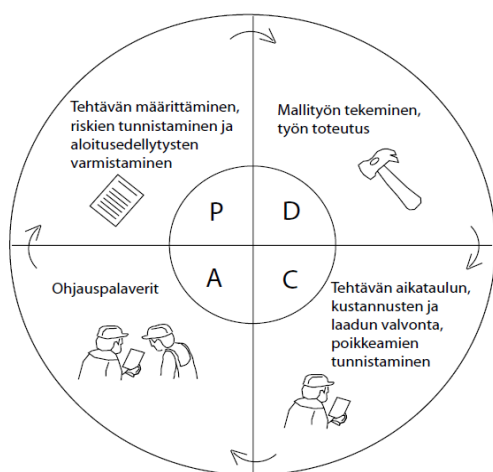 Tehtävän määrittäminen,
riskien tunnistaminen ja
aloitusedellytysten
varmistaminen
Mallityön tekeminen,
työn toteutus
P
D
A
C
Ohjauspalaverit
Tehtävän aikataulun,
kustannusten ja
laadun valvonta,
poikkeamien
tunnistaminen